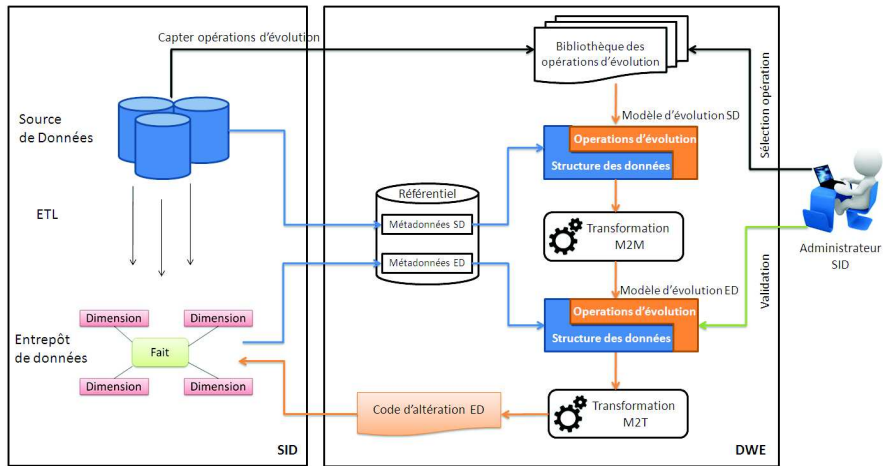 Capter opérations d'évolution
Bibliothèque des
opérations d'évolution
Source
de Données
Modèle d'évolution SD
Operations d'évolution
Structure des données
Sélection opération
Référentiel
Métadonnées SD
Métadonnées ED
ETL
Transformation
M2M
Administrateur
SID
Modèle d'évolution ED
Operations d'évolution
Structure des données
Validation
Dimension
Dimension
Entrepôt
de données
Fait
Dimension
Dimension
Code d'altération ED
Transformation
M2T
SID
DWE